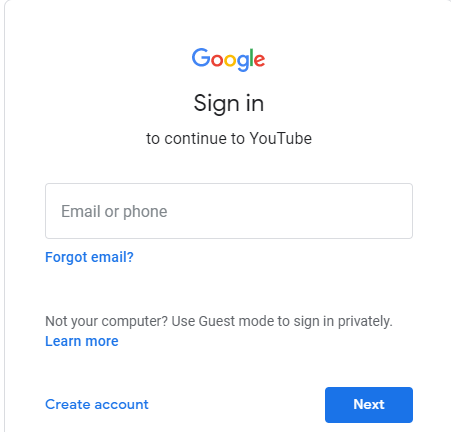 Google
Sign in
to continue to YouTube
Email or phone
Forgot email?
Not your computer? Use Guest mode to sign in privately.
Learn more
Create account
Next